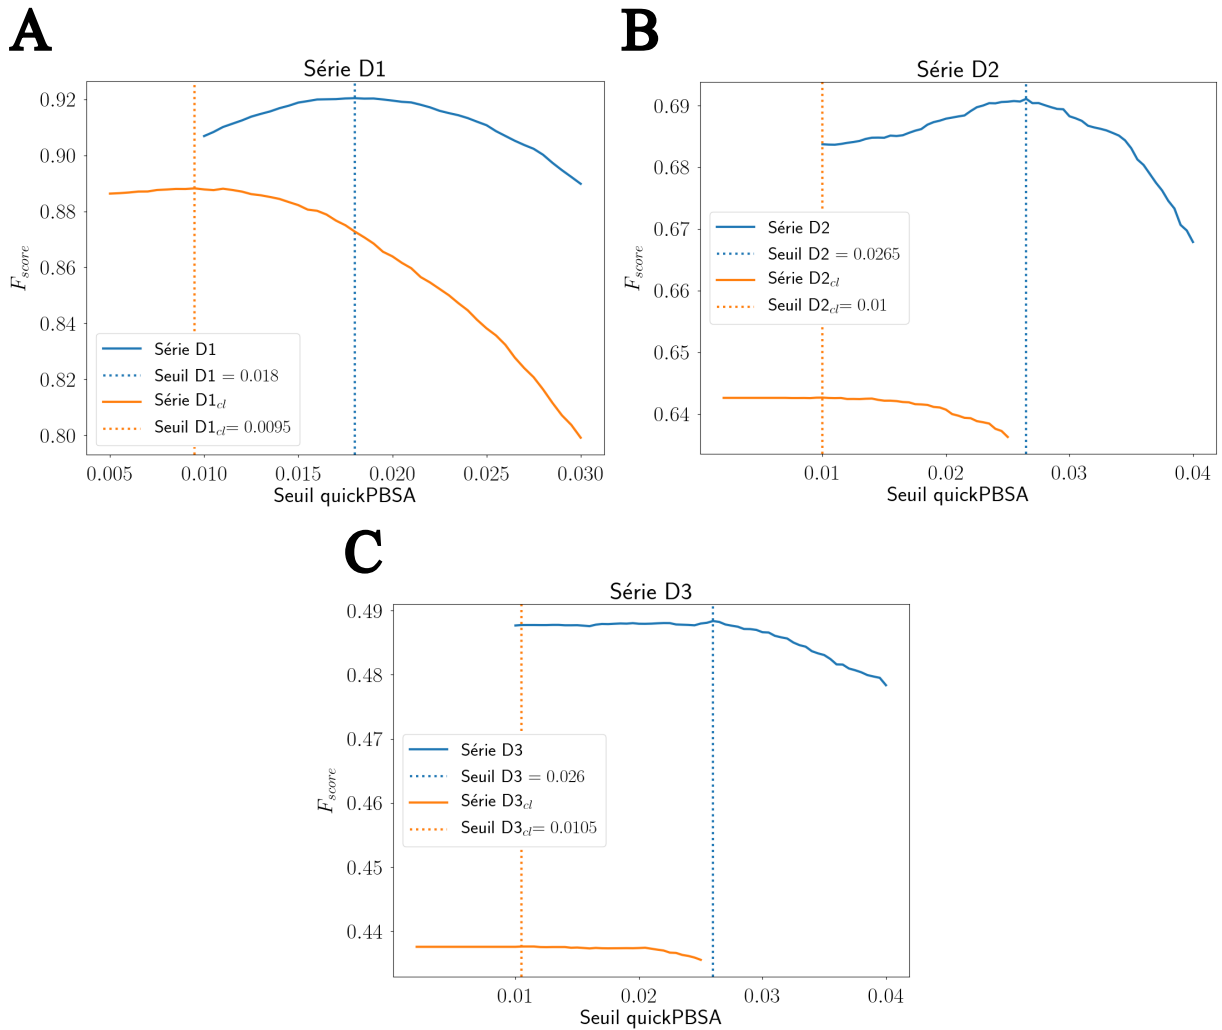 A
Série D1
0.92
0.90
0.88
0.86
0.84
0.82
0.80
F_score
Série D1
Seuil D1 = 0.018
Série D1_cl
Seuil D1_cl= 0.0095
0.005 0.010 0.015 0.020 0.025 0.030
Seuil quickPBSA
B
Série D2
0.69
0.68
0.67
0.66
0.65
0.64
F_score
Série D2
Seuil D2 = 0.0265
Série D2_cl
Seuil D2_cl= 0.01
0.01 0.02 0.03 0.04
Seuil quickPBSA
C
Série D3
0.49
0.48
0.47
0.46
0.45
0.44
F_score
Série D3
Seuil D3 = 0.026
Série D3_cl
Seuil D3_cl= 0.0105
0.01 0.02 0.03 0.04
Seuil quickPBSA